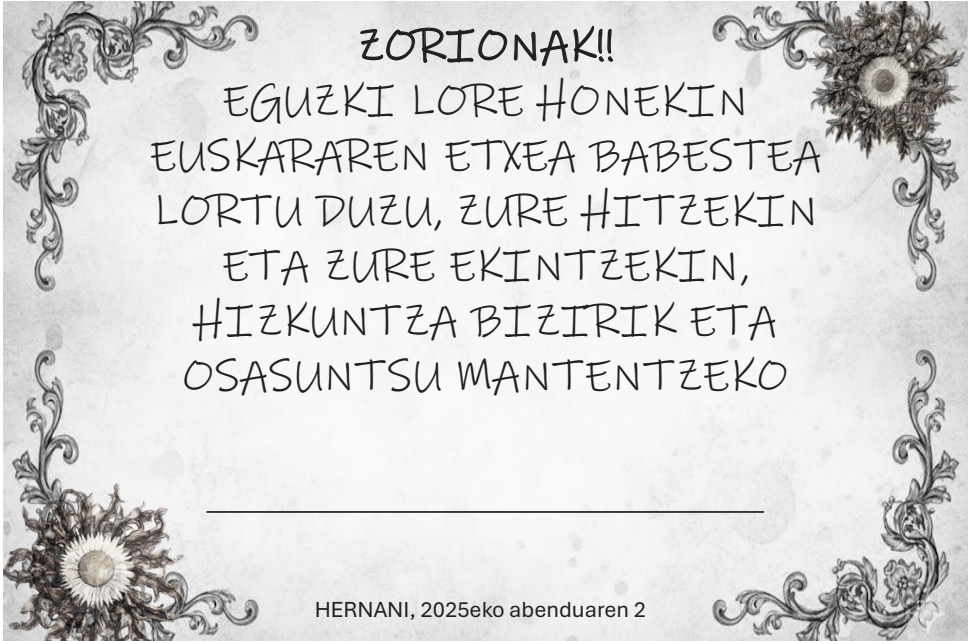 ZORIONAK!!
EGUZKI LORE HONEKIN
EUSKARAREN ETXEA BABESTEA
LORTU DUZU, ZURE HITZEKIN
ETA ZURE EKINTZEKIN,
HIZKUNTZA BIZIRIK ETA
OSASUNTSU MANTENTZEKO
HERNANI, 2025eko abenduaren 2